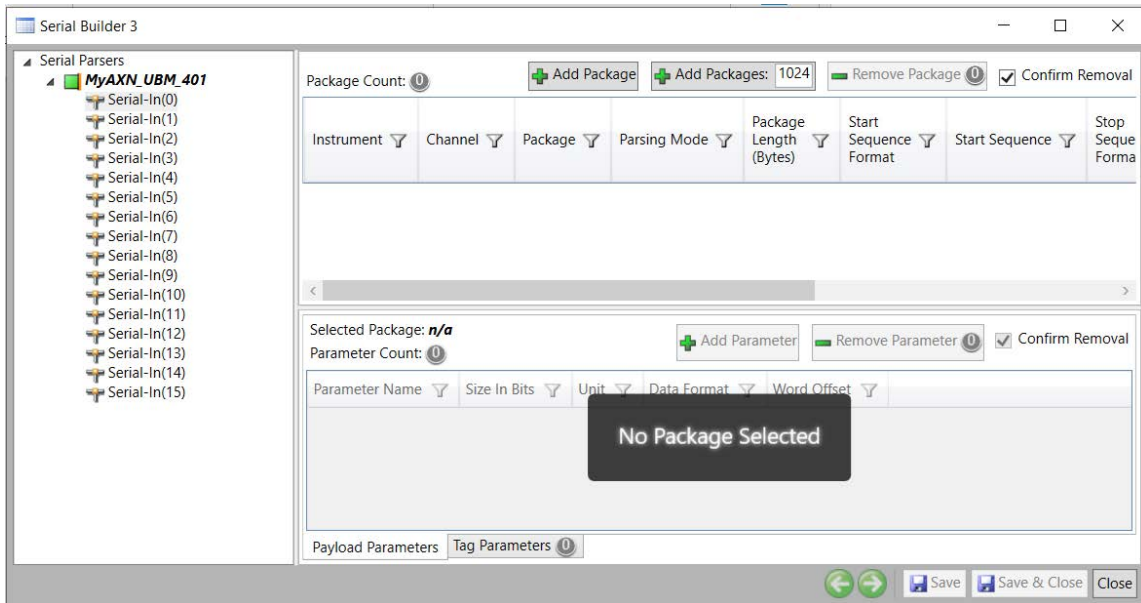 Serial Builder 3
Serial Parsers
MyAXN_UBM_401
Serial-In(0)
Serial-In(1)
Serial-In(2)
Serial-In(3)
Serial-In(4)
Serial-In(5)
Serial-In(6)
Serial-In(7)
Serial-In(8)
Serial-In(9)
Serial-In(10)
Serial-In(11)
Serial-In(12)
Serial-In(13)
Serial-In(14)
Serial-In(15)
Package Count: 0 Add Package Add Packages: 1024 Remove Package 0 Confirm Removal
Instrument Channel Package Parsing Mode Package Length (Bytes) Start Sequence Format Start Sequence Stop Seque Forma
Selected Package: n/a
Parameter Count: 0
Add Parameter Remove Parameter 0 Confirm Removal
Parameter Name Size In Bits Unit Data Format Word Offset
No Package Selected
Payload Parameters Tag Parameters 0
Save Save & Close Close